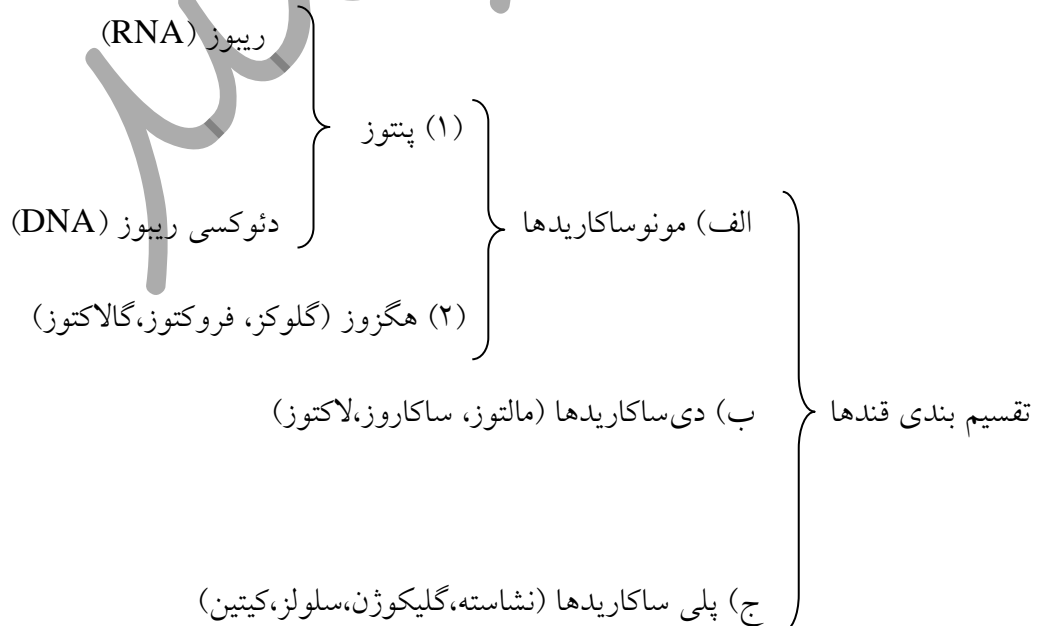 ریبوز (RNA)
(۱) پنتوز
دئوکسی ریبوز (DNA)
الف) مونوساکاریدها
(۲) هگزوز (گلوکز، فروکتوز،گالاکتوز)
تقسیم بندی قندها
ب) دی‌ساکاریدها (مالتوز، ساکاروز،لاکتوز)
ج) پلی ساکاریدها (نشاسته،گلیکوژن،سلولز،کیتین)